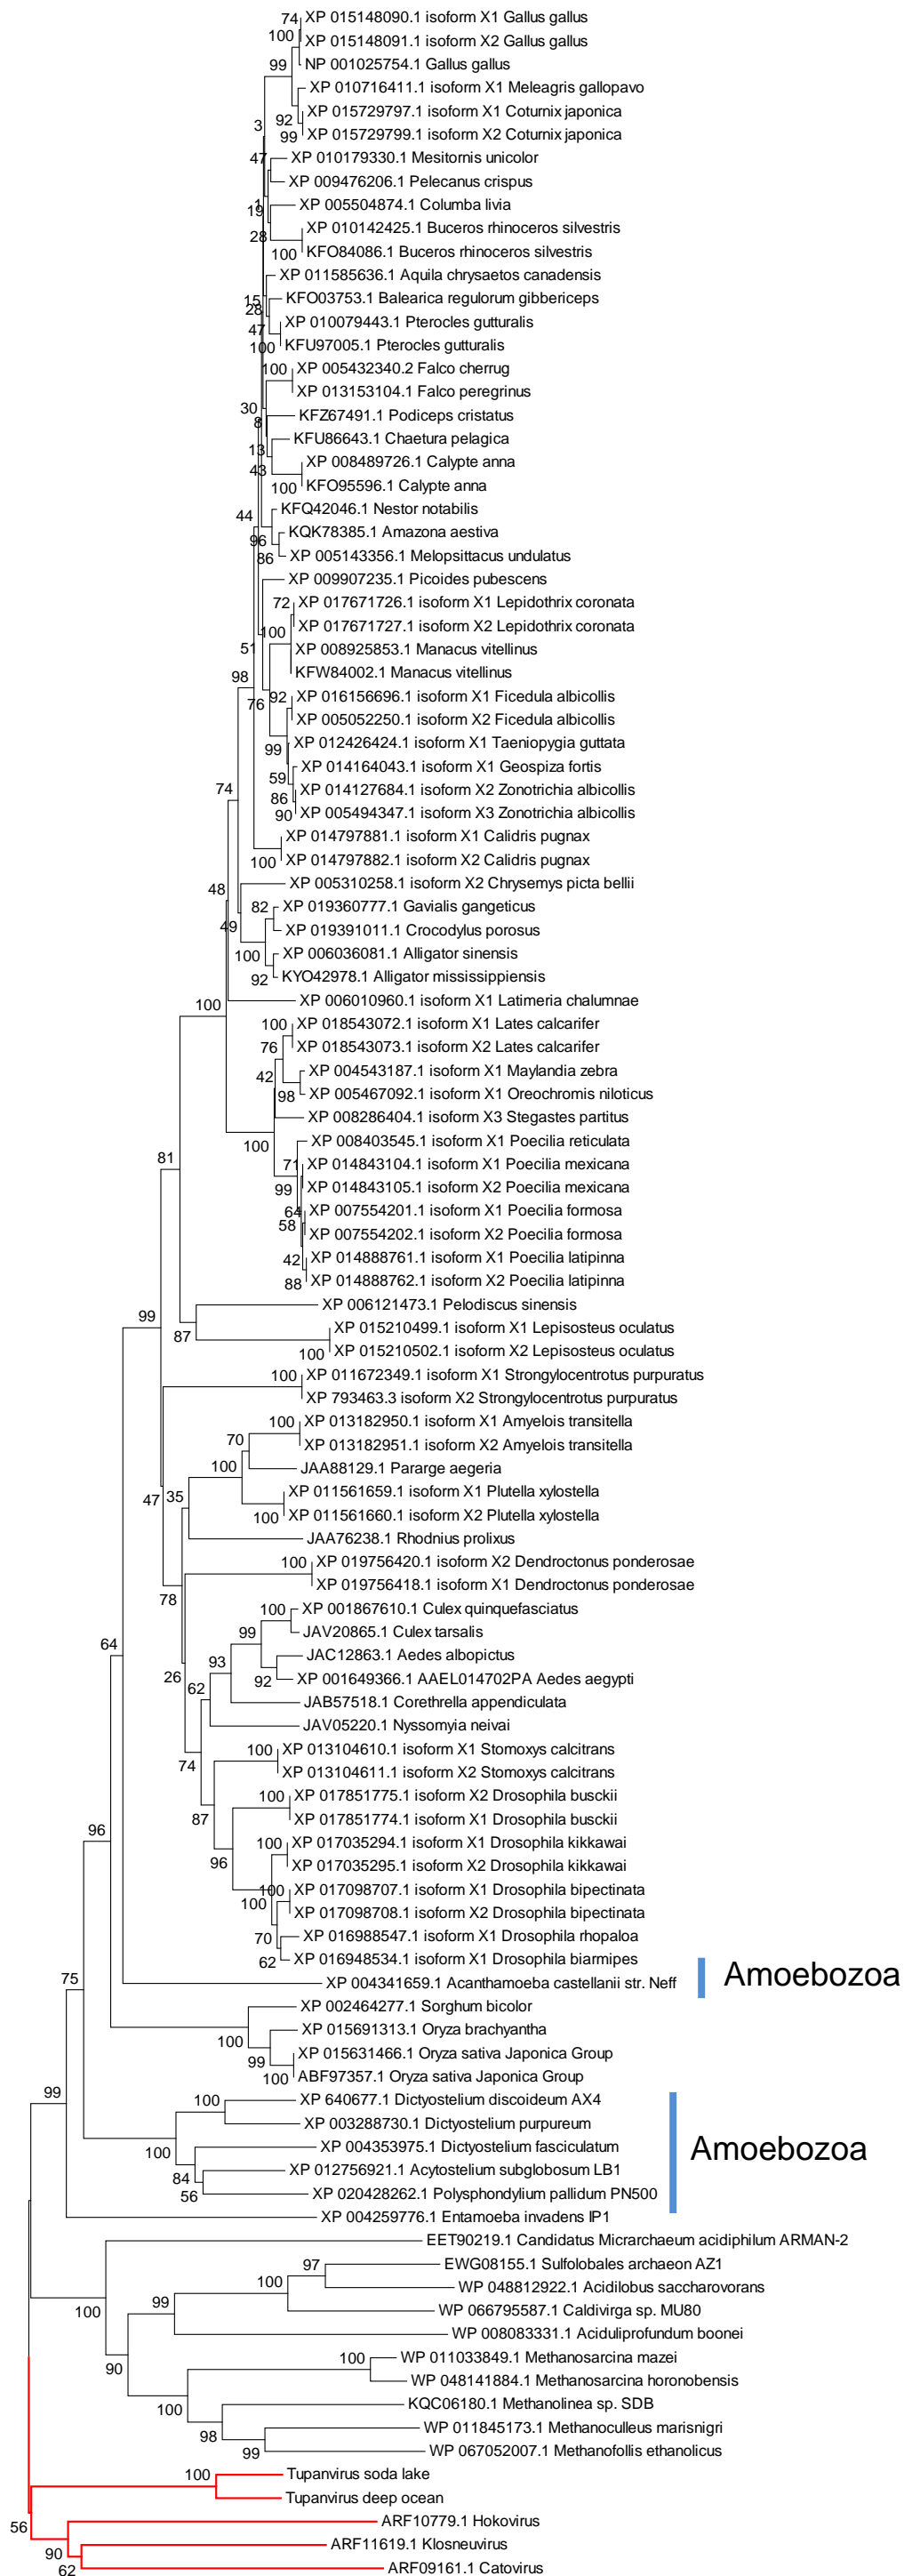 74 XP 015148090.1 isoform X1 Gallus gallus
100 XP 015148091.1 isoform X2 Gallus gallus
99 NP 001025754.1 Gallus gallus
XP 010716411.1 isoform X1 Meleagris gallopavo
92 XP 015729797.1 isoform X1 Coturnix japonica
3 99 XP 015729799.1 isoform X2 Coturnix japonica
47 XP 010179330.1 Mesitornis unicolor
XP 009476206.1 Pelecanus crispus
1 19 XP 005504874.1 Columba livia
28 XP 010142425.1 Buceros rhinoceros silvestris
100 KFO84086.1 Buceros rhinoceros silvestris
XP 011585636.1 Aquila chrysaetos canadensis
15 28 KFO03753.1 Balearica regulorum gibbericeps
47 XP 010079443.1 Pterocles gutturalis
100 KFU97005.1 Pterocles gutturalis
100 XP 005432340.2 Falco cherrug
XP 013153104.1 Falco peregrinus
30 8 KFZ67491.1 Podiceps cristatus
13 KFU86643.1 Chaetura pelagica
43 XP 008489726.1 Calypte anna
100 KFO95596.1 Calypte anna
44 KFQ42046.1 Nestor notabilis
96 KQK78385.1 Amazona aestiva
86 XP 005143356.1 Melopsittacus undulatus
XP 009907235.1 Picoides pubescens
72 XP 017671726.1 isoform X1 Lepidothrix coronata
100 XP 017671727.1 isoform X2 Lepidothrix coronata
51 XP 008925853.1 Manacus vitellinus
98 KFW84002.1 Manacus vitellinus
76 92 XP 016156696.1 isoform X1 Ficedula albicollis
XP 005052250.1 isoform X2 Ficedula albicollis
99 XP 012426424.1 isoform X1 Taeniopygia guttata
59 XP 014164043.1 isoform X1 Geospiza fortis
74 86 XP 014127684.1 isoform X2 Zonotrichia albicollis
90 XP 005494347.1 isoform X3 Zonotrichia albicollis
XP 014797881.1 isoform X1 Calidris pugnax
100 XP 014797882.1 isoform X2 Calidris pugnax
48 XP 005310258.1 isoform X2 Chrysemys picta bellii
82 XP 019360777.1 Gavialis gangeticus
49 XP 019391011.1 Crocodylus porosus
100 XP 006036081.1 Alligator sinensis
92 KYO42978.1 Alligator mississippiensis
100 XP 006010960.1 isoform X1 Latimeria chalumnae
100 XP 018543072.1 isoform X1 Lates calcarifer
76 XP 018543073.1 isoform X2 Lates calcarifer
42 XP 004543187.1 isoform X1 Maylandia zebra
98 XP 005467092.1 isoform X1 Oreochromis niloticus
XP 008286404.1 isoform X3 Stegastes partitus
100 XP 008403545.1 isoform X1 Poecilia reticulata
81 71 XP 014843104.1 isoform X1 Poecilia mexicana
99 XP 014843105.1 isoform X2 Poecilia mexicana
64 XP 007554201.1 isoform X1 Poecilia formosa
58 XP 007554202.1 isoform X2 Poecilia formosa
42 XP 014888761.1 isoform X1 Poecilia latipinna
88 XP 014888762.1 isoform X2 Poecilia latipinna
99 XP 006121473.1 Pelodiscus sinensis
87 XP 015210499.1 isoform X1 Lepisosteus oculatus
100 XP 015210502.1 isoform X2 Lepisosteus oculatus
100 XP 011672349.1 isoform X1 Strongylocentrotus purpuratus
XP 793463.3 isoform X2 Strongylocentrotus purpuratus
100 XP 013182950.1 isoform X1 Amyelois transitella
70 XP 013182951.1 isoform X2 Amyelois transitella
100 JAA88129.1 Pararge aegeria
47 35 XP 011561659.1 isoform X1 Plutella xylostella
100 XP 011561660.1 isoform X2 Plutella xylostella
JAA76238.1 Rhodnius prolixus
100 XP 019756420.1 isoform X2 Dendroctonus ponderosae
78 XP 019756418.1 isoform X1 Dendroctonus ponderosae
100 XP 001867610.1 Culex quinquefasciatus
64 99 JAV20865.1 Culex tarsalis
93 JAC12863.1 Aedes albopictus
26 62 92 XP 001649366.1 AAEL014702PA Aedes aegypti
JAB57518.1 Corethrella appendiculata
JAV05220.1 Nyssomyia neivai
74 100 XP 013104610.1 isoform X1 Stomoxys calcitrans
XP 013104611.1 isoform X2 Stomoxys calcitrans
100 XP 017851775.1 isoform X2 Drosophila busckii
87 XP 017851774.1 isoform X1 Drosophila busckii
96 100 XP 017035294.1 isoform X1 Drosophila kikkawai
96 XP 017035295.1 isoform X2 Drosophila kikkawai
100 XP 017098707.1 isoform X1 Drosophila bipectinata
100 XP 017098708.1 isoform X2 Drosophila bipectinata
70 XP 016988547.1 isoform X1 Drosophila rhopaloa
62 XP 016948534.1 isoform X1 Drosophila biarmipes
75 XP 004341659.1 Acanthamoeba castellanii str. Neff
Amoebozoa
XP 002464277.1 Sorghum bicolor
100 XP 015691313.1 Oryza brachyantha
99 XP 015631466.1 Oryza sativa Japonica Group
100 ABF97357.1 Oryza sativa Japonica Group
99 100 XP 640677.1 Dictyostelium discoideum AX4
XP 003288730.1 Dictyostelium purpureum
100 XP 004353975.1 Dictyostelium fasciculatum
Amoebozoa
84 XP 012756921.1 Acytostelium subglobosum LB1
56 XP 020428262.1 Polysphondylium pallidum PN500
XP 004259776.1 Entamoeba invadens IP1
EET90219.1 Candidatus Micrarchaeum acidiphilum ARMAN-2
97 EWG08155.1 Sulfolobales archaeon AZ1
100 WP 048812922.1 Acidilobus saccharovorans
100 99 WP 066795587.1 Caldivirga sp. MU80
WP 008083331.1 Aciduliprofundum boonei
100 WP 011033849.1 Methanosarcina mazei
90 WP 048141884.1 Methanosarcina horonobensis
100 KQC06180.1 Methanolinea sp. SDB
98 WP 011845173.1 Methanoculleus marisnigri
99 WP 067052007.1 Methanofollis ethanolicus
100 Tupanvirus soda lake
Tupanvirus deep ocean
56 ARF10779.1 Hokovirus
90 ARF11619.1 Klosneuvirus
62 ARF09161.1 Catovirus